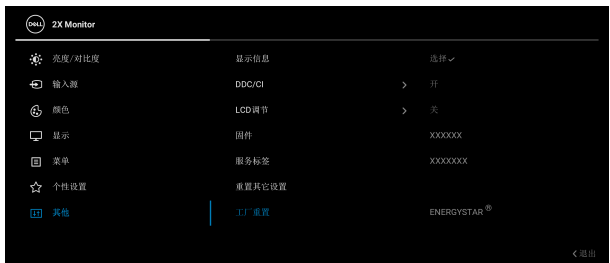 DELL 2X Monitor
亮度/对比度 显示信息 选择✓
输入源 DDC/CI > 开
颜色 LCD调节 > 关
显示 固件 XXXXXX
菜单 服务标签 XXXXXXX
个性设置 重置其它设置
其他 工厂重置 ENERGYSTAR®
<退出